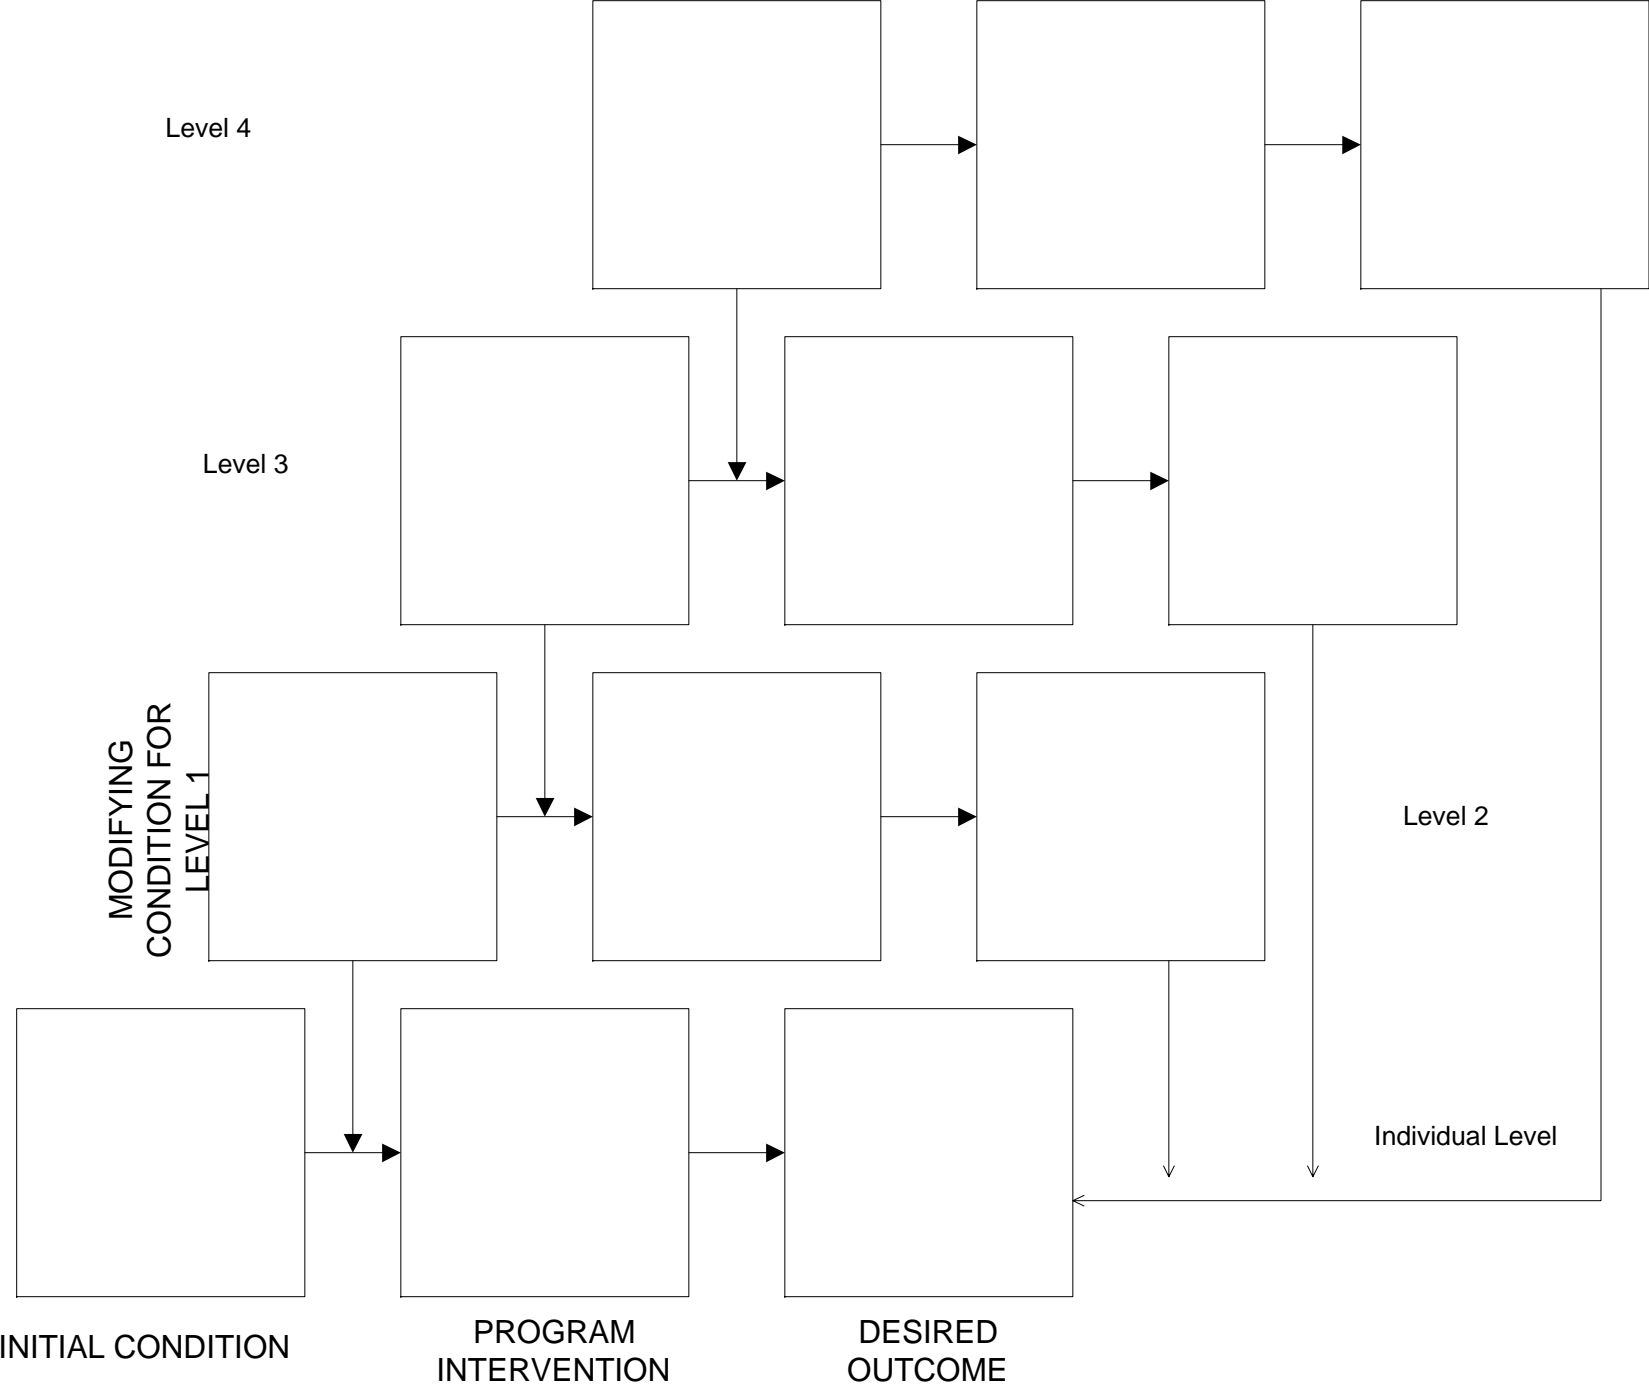 Level 4
Level 3
MODIFYING
CONDITION FOR
LEVEL 1
Level 2
Individual Level
INITIAL CONDITION
PROGRAM
INTERVENTION
DESIRED
OUTCOME